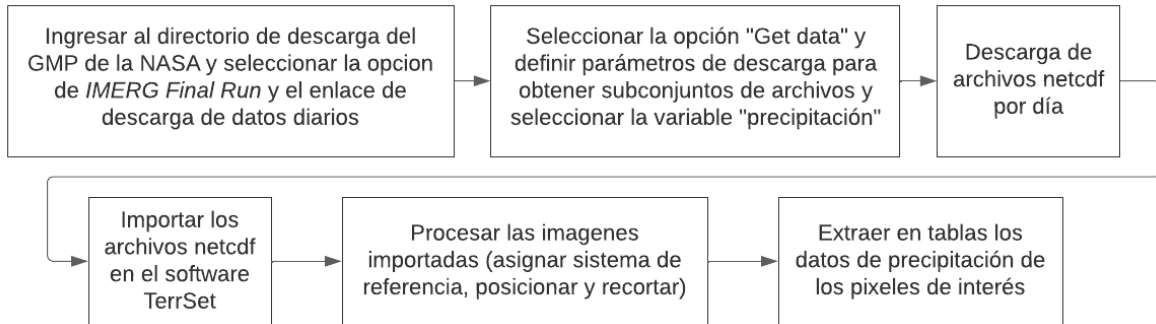 Ingresar al directorio de descarga del
GMP de la NASA y seleccionar la opcion
de IMERG Final Run y el enlace de
descarga de datos diarios
Seleccionar la opción "Get data" y
definir parámetros de descarga para
obtener subconjuntos de archivos y
seleccionar la variable "precipitación"
Descarga de
archivos netcdf
por día
Importar los
archivos netcdf
en el software
TerrSet
Procesar las imagenes
importadas (asignar sistema de
referencia, posicionar y recortar)
Extraer en tablas los
datos de precipitación de
los pixeles de interés